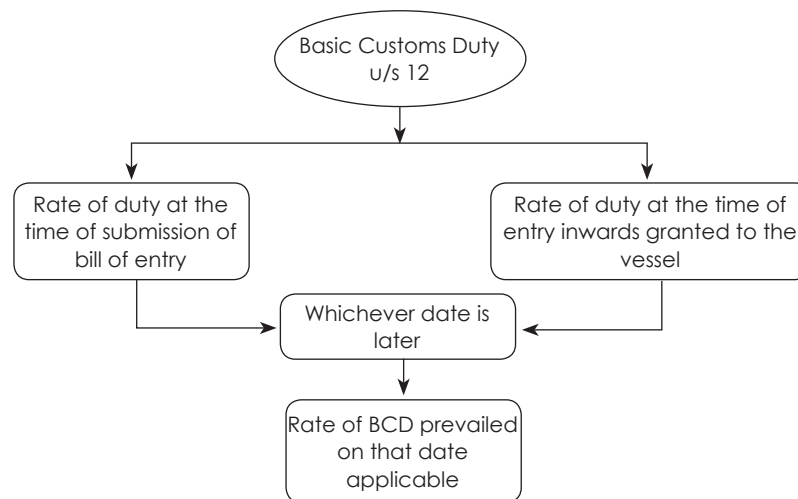 Basic Customs Duty
u/s 12
Rate of duty at the
time of submission of
bill of entry
Rate of duty at the time of
entry inwards granted to the
vessel
Whichever date is
later
Rate of BCD prevailed
on that date
applicable